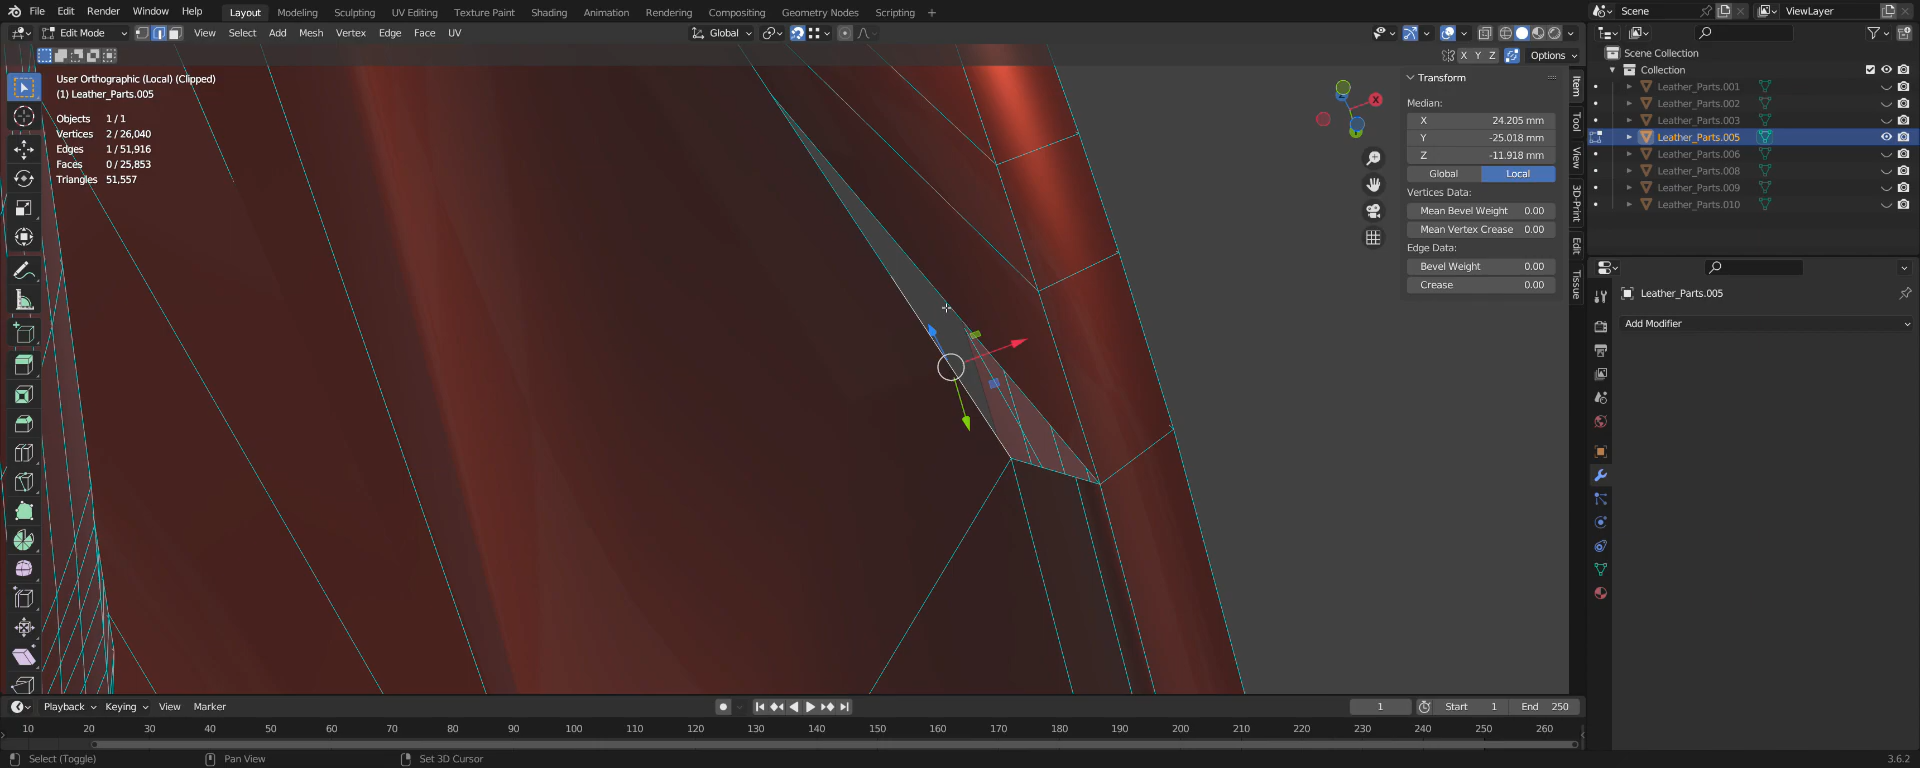 File Edit Render Window Help Layout Modeling Sculpting UV Editing Texture Paint Shading Animation Rendering Compositing Geometry Nodes Scripting + Scene ViewLayer
Edit Mode View Select Add Mesh Vertex Edge Face UV Global
X Y Z Options
User Orthographic (Local) (Clipped)
(1) Leather_Parts.005
Objects 1 / 1
Vertices 2 / 26,040
Edges 1 / 51,916
Faces 0 / 25,853
Triangles 51,557
X
Transform
Median:
X 24.205 mm
Y -25.018 mm
Z -11.918 mm
Global Local
Vertices Data:
Mean Bevel Weight 0.00
Mean Vertex Crease 0.00
Edge Data:
Bevel Weight 0.00
Crease 0.00
Item
Tool
View
3D-Print
Edit
Tissue
Scene Collection
Collection
Leather_Parts.001
Leather_Parts.002
Leather_Parts.003
Leather_Parts.005
Leather_Parts.006
Leather_Parts.008
Leather_Parts.009
Leather_Parts.010
Leather_Parts.005
Add Modifier
Playback Keying View Marker 1 Start 1 End 250
10 20 30 40 50 60 70 80 90 100 110 120 130 140 150 160 170 180 190 200 210 220 230 240 250 260
Select (Toggle) Pan View Set 3D Cursor 3.6.2